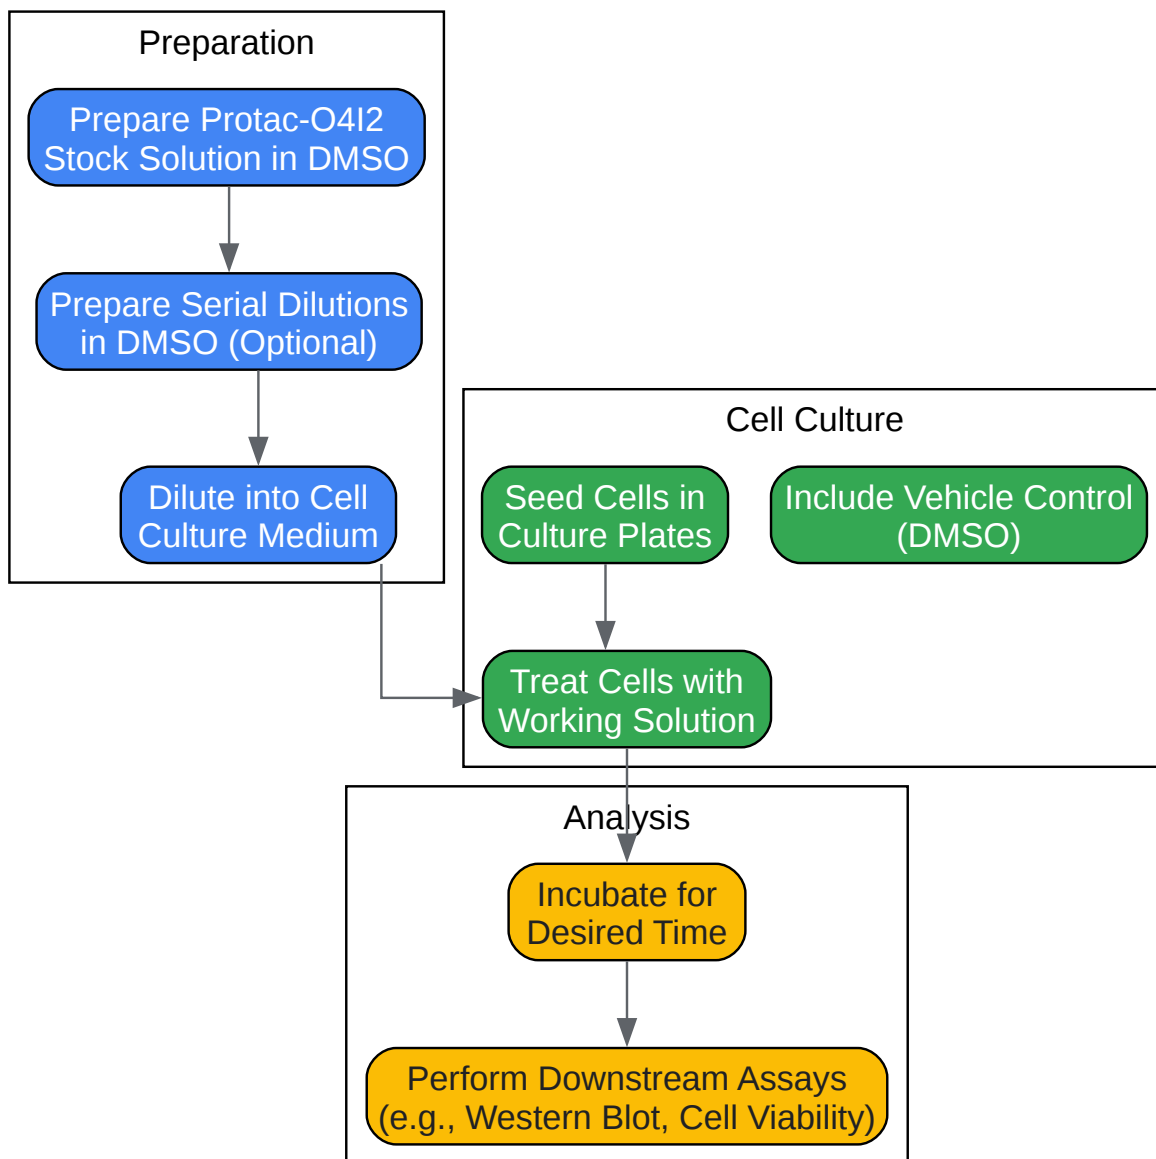 Preparation
Prepare Protac-O4I2
Stock Solution in DMSO
Prepare Serial Dilutions
in DMSO (Optional)
Dilute into Cell
Culture Medium
Cell Culture
Seed Cells in
Culture Plates
Include Vehicle Control
(DMSO)
Treat Cells with
Working Solution
Analysis
Incubate for
Desired Time
Perform Downstream Assays
(e.g., Western Blot, Cell Viability)